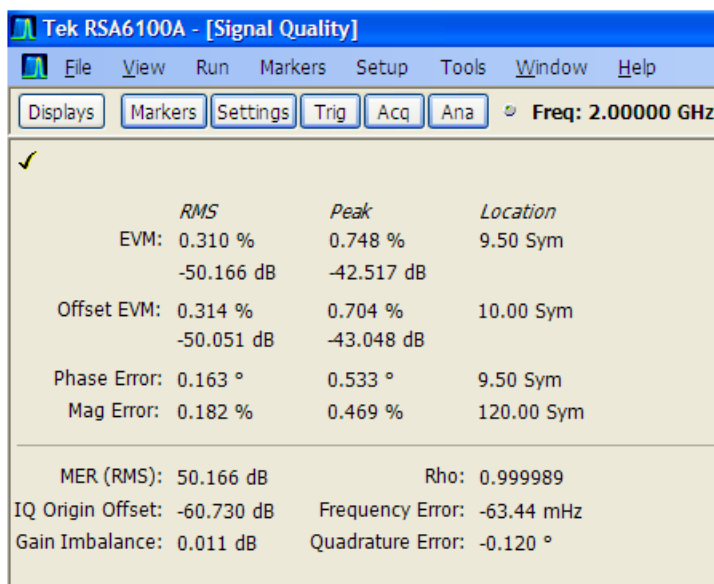 Tek RSA6100A - [Signal Quality]
File View Run Markers Setup Tools Window Help
Displays Markers Settings Trig Acq Ana Freq: 2.00000 GHz
RMS Peak Location
EVM: 0.310 % 0.748 % 9.50 Sym
-50.166 dB -42.517 dB
Offset EVM: 0.314 % 0.704 % 10.00 Sym
-50.051 dB -43.048 dB
Phase Error: 0.163 ° 0.533 ° 9.50 Sym
Mag Error: 0.182 % 0.469 % 120.00 Sym
MER (RMS): 50.166 dB Rho: 0.999989
IQ Origin Offset: -60.730 dB Frequency Error: -63.44 mHz
Gain Imbalance: 0.011 dB Quadrature Error: -0.120 °